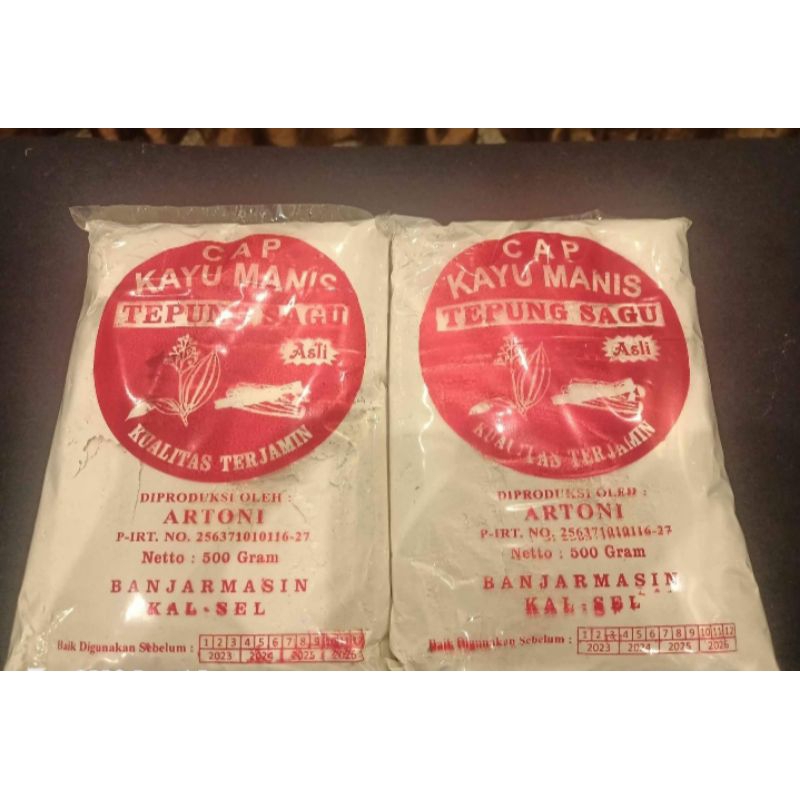 CAP
KAYU MANIS
TEPUNG SAGU
Asli
KUALITAS TERJAMIN
DIPRODUKSI OLEH :
ARTONI
P-IRT. NO. 256371010116-27
Netto : 500 Gram
BANJARMASIN
KAL-SEL
Baik Digunakan Sebelum : 1 2 3 4 5 6 7 8 9 10 11 12
2023 2024 2025 2026
CAP
KAYU MANIS
TEPUNG SAGU
Asli
KUALITAS TERJAMIN
DIPRODUKSI OLEH :
ARTONI
P-IRT. NO. 256371010116-27
Netto : 500 Gram
BANJARMASIN
KAL-SEL
Baik Digunakan Sebelum : 1 2 3 4 5 6 7 8 9 10 11 12
2023 2024 2025 2026